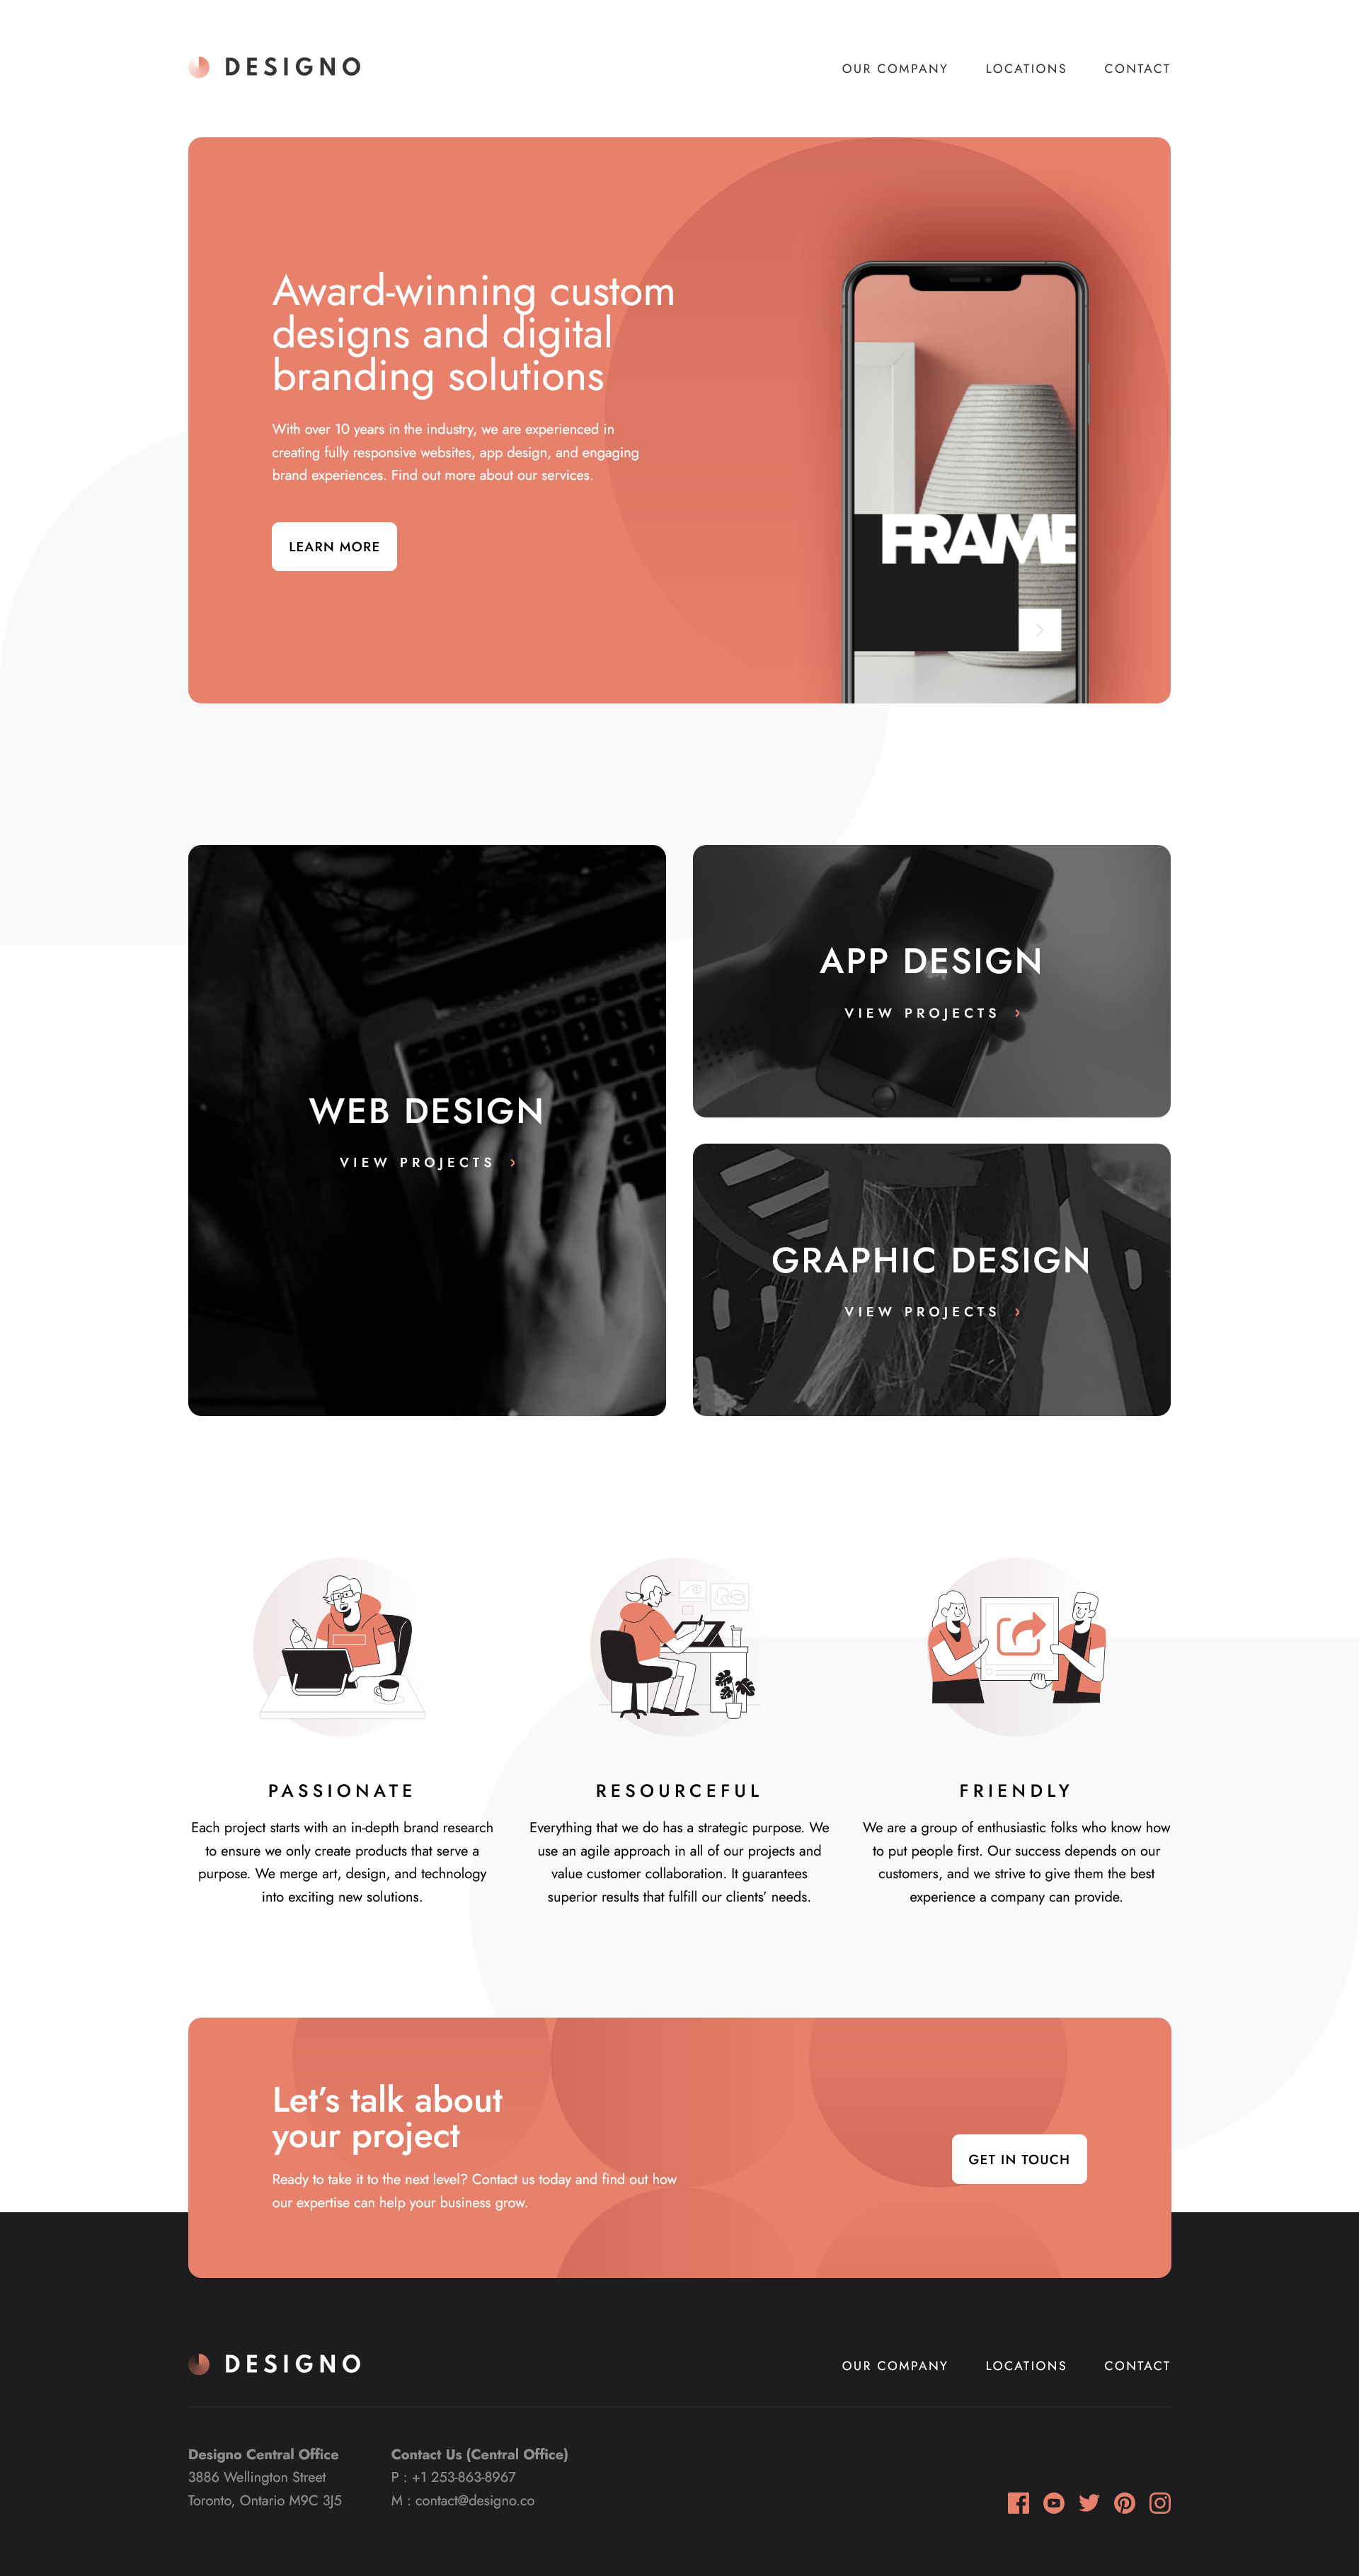 DESIGNO
OUR COMPANY
LOCATIONS
CONTACT
Award-winning custom
designs and digital
branding solutions
With over 10 years in the industry, we are experienced in
creating fully responsive websites, app design, and engaging
brand experiences. Find out more about our services.
LEARN MORE
FRAME
WEB DESIGN
VIEW PROJECTS
APP DESIGN
VIEW PROJECTS
GRAPHIC DESIGN
VIEW PROJECTS
PASSIONATE
Each project starts with an in-depth brand research
to ensure we only create products that serve a
purpose. We merge art, design, and technology
into exciting new solutions.
RESOURCEFUL
Everything that we do has a strategic purpose. We
use an agile approach in all of our projects and
value customer collaboration. It guarantees
superior results that fulfill our clients’ needs.
FRIENDLY
We are a group of enthusiastic folks who know how
to put people first. Our success depends on our
customers, and we strive to give them the best
experience a company can provide.
Let’s talk about
your project
Ready to take it to the next level? Contact us today and find out how
our expertise can help your business grow.
GET IN TOUCH
DESIGNO
OUR COMPANY
LOCATIONS
CONTACT
Designo Central Office
3886 Wellington Street
Toronto, Ontario M9C 3J5
Contact Us (Central Office)
P : +1 253-863-8967
M : contact@designo.co